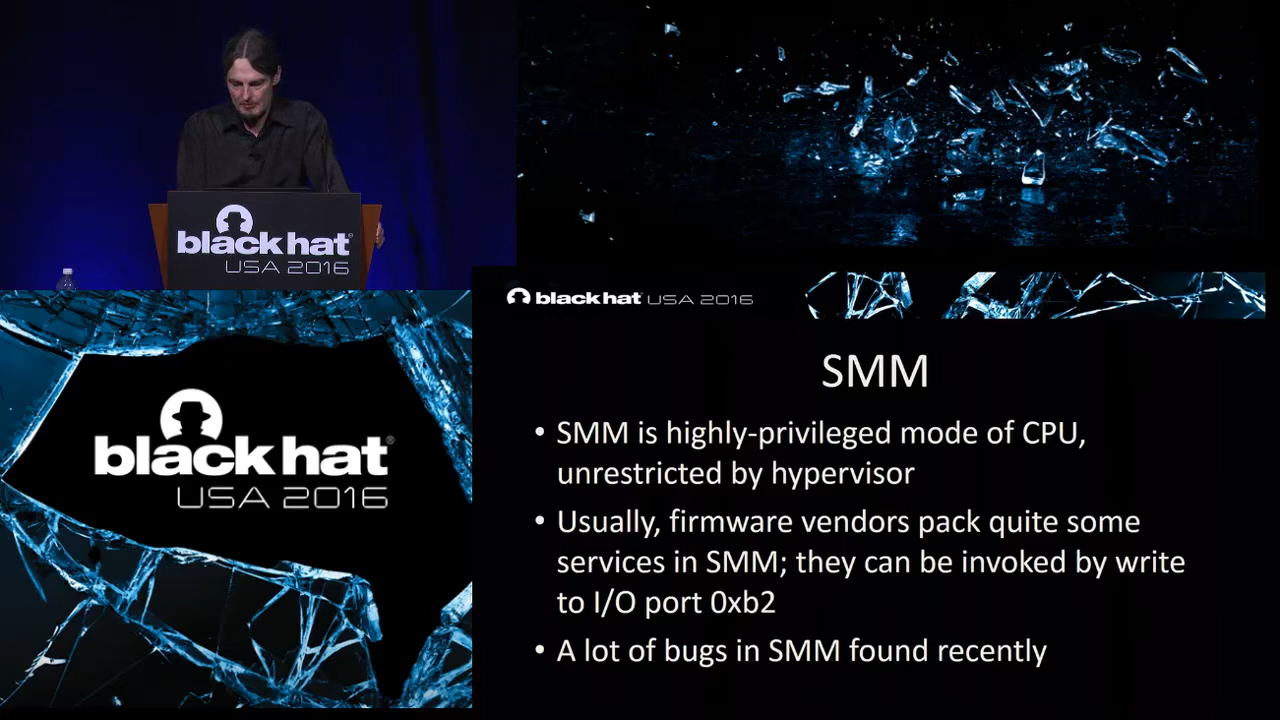 black hat
USA 2016
black hat USA 2016
black hat®
USA 2016
SMM
• SMM is highly-privileged mode of CPU,
unrestricted by hypervisor
• Usually, firmware vendors pack quite some
services in SMM; they can be invoked by write
to I/O port 0xb2
• A lot of bugs in SMM found recently